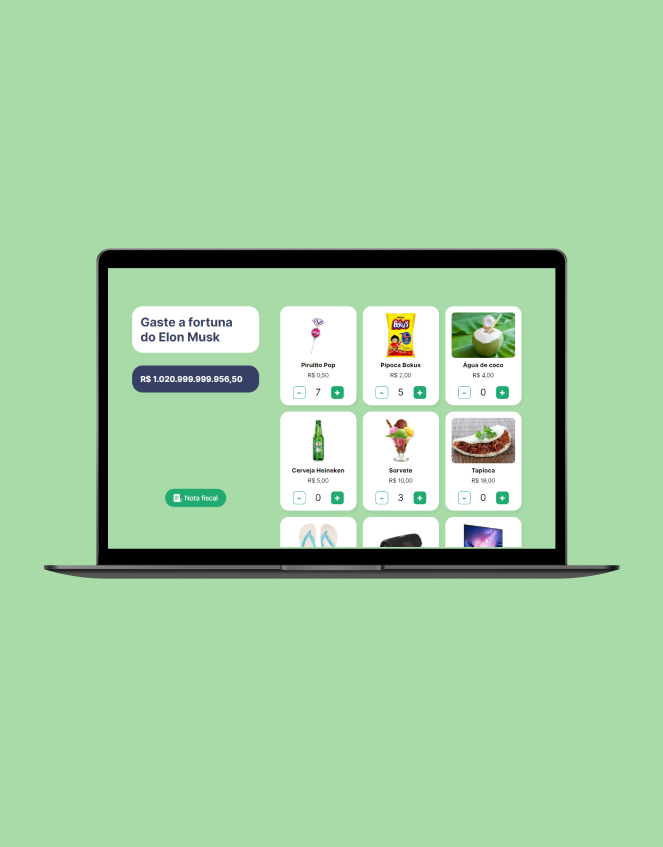 Gaste a fortuna
do Elon Musk
R$ 1.020.999.999.956,50
Nota fiscal
Pirulito Pop
R$ 0,50
- 7 +
Pipoca Bokus
R$ 2,00
- 5 +
Água de coco
R$ 4,00
- 0 +
Cerveja Heineken
R$ 5,00
- 0 +
Sorvete
R$ 10,00
- 3 +
Tapioca
R$ 18,00
- 0 +